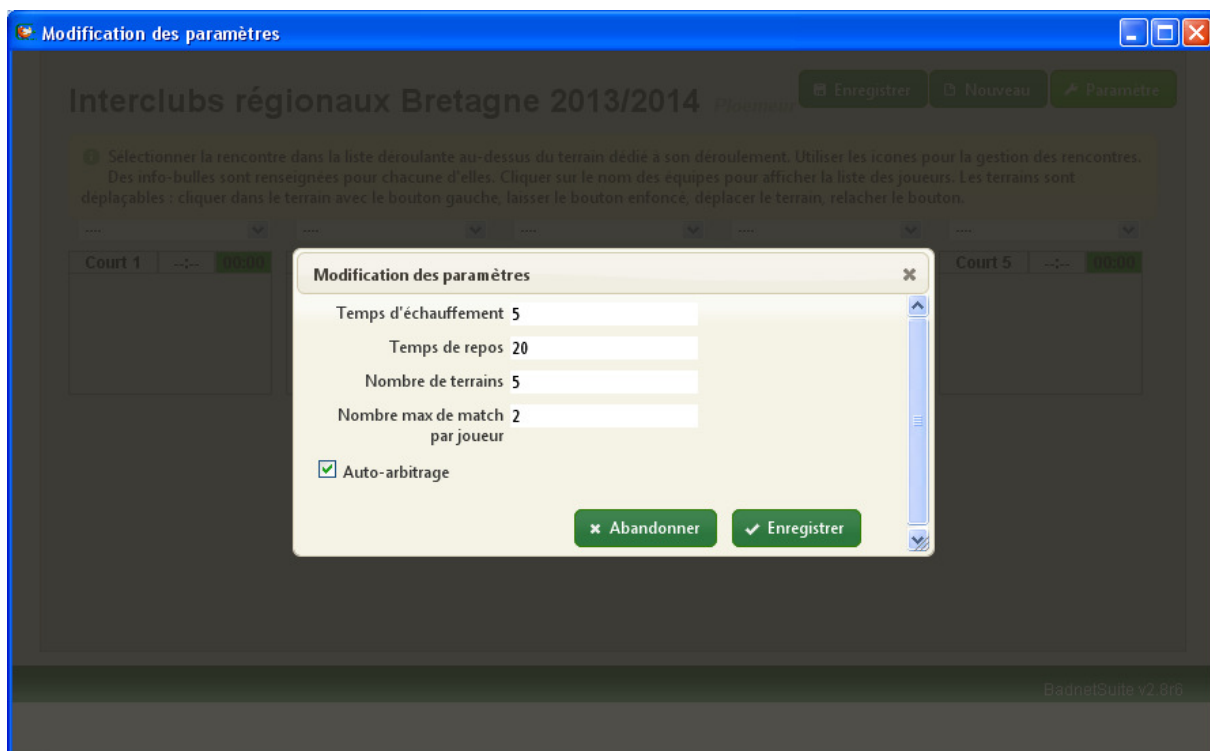 Modification des paramètres
Interclubs régionaux Bretagne 2013/2014 Ploemeur
Enregistrer
Nouveau
Paramètre
Sélectionner la rencontre dans la liste déroulante au-dessus du terrain dédié à son déroulement. Utiliser les icones pour la gestion des rencontres.
Des info-bulles sont renseignées pour chacune d'elles. Cliquer sur le nom des équipes pour afficher la liste des joueurs. Les terrains sont
déplaçables : cliquer dans le terrain avec le bouton gauche, laisser le bouton enfoncé, déplacer le terrain, relacher le bouton.
---- ---- ---- ---- ----
Court 1 --:-- 00:00
Court 5 --:-- 00:00
Modification des paramètres
Temps d'échauffement 5
Temps de repos 20
Nombre de terrains 5
Nombre max de match 2
par joueur
Auto-arbitrage
Abandonner
Enregistrer
BadnetSuite v2.8r6